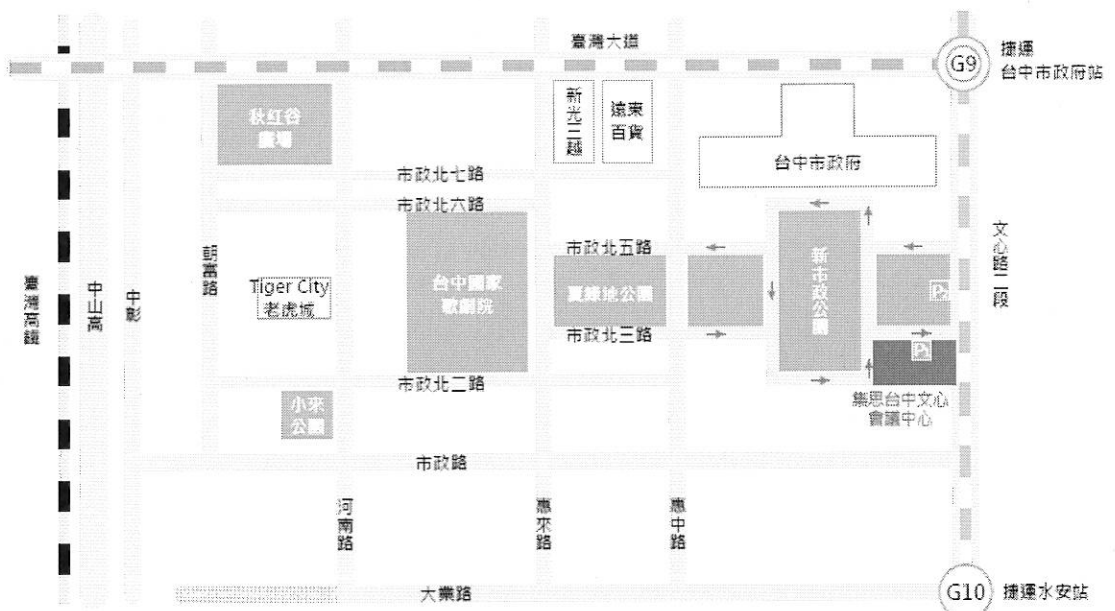 臺灣大道
G9
捷運
台中市政府站
秋紅谷
廣場
新光三越
遠東
百貨
台中市政府
市政北七路
市政北六路
朝富路
市政北五路
文心路二段
臺灣高鐵
中山高
中彰
Tiger City
老虎城
台中國家
歌劇院
夏綠地公園
新市政公園
P2
市政北三路
P1
市政北二路
集思台中文心
會議中心
小來
公園
市政路
河南路
惠來路
惠中路
大業路
G10
捷運水安站